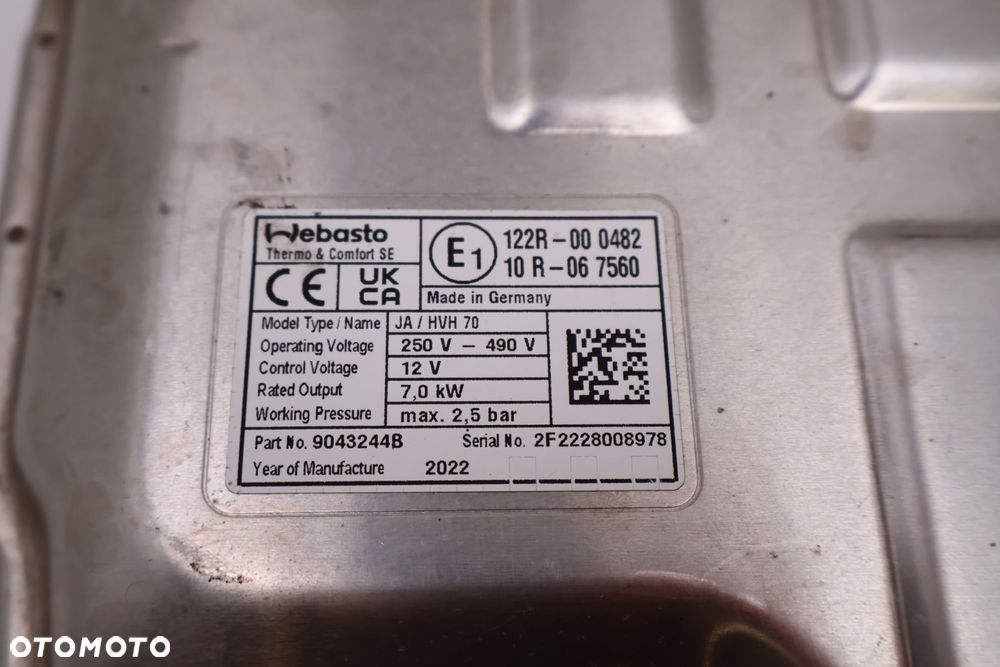 Webasto
Thermo & Comfort SE
E1
122R-00 0482
10 R-06 7560
CE
UK
CA
Made in Germany
Model Type / Name JA / HVH 70
Operating Voltage 250 V - 490 V
Control Voltage 12 V
Rated Output 7,0 kW
Working Pressure max. 2,5 bar
Part No. 9043244B Serial No. 2F2228008978
Year of Manufacture 2022
OTOMOTO